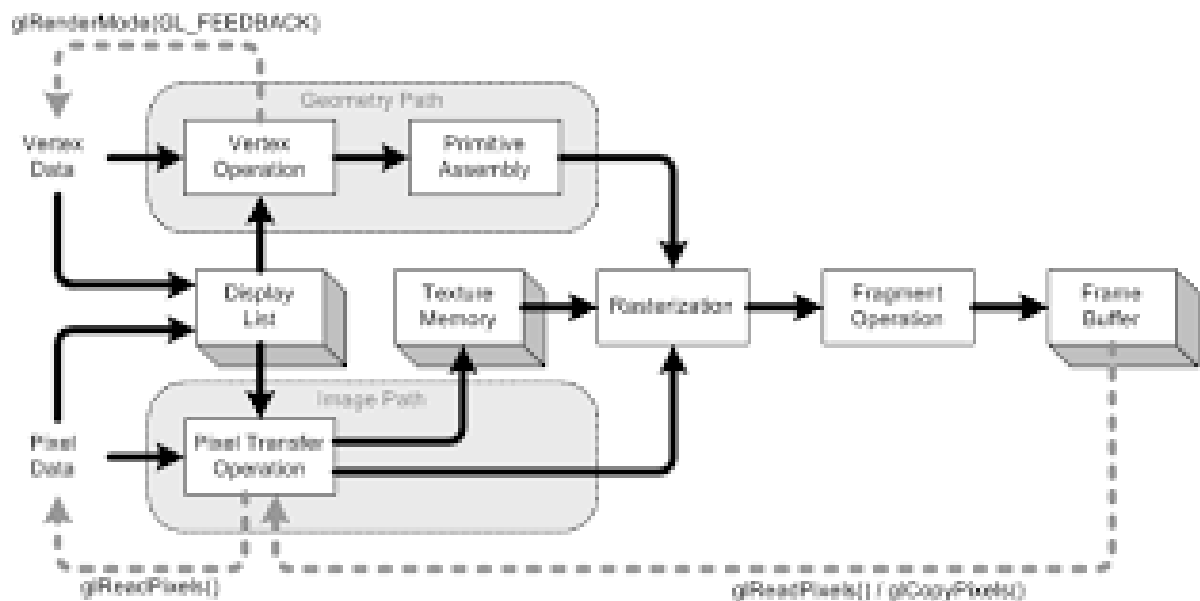 glRenderMode(GL_FEEDBACK)
Geometry Path
Vertex
Data
Vertex
Operation
Primitive
Assembly
Display
List
Texture
Memory
Rasterization
Fragment
Operation
Frame
Buffer
Image Path
Pixel
Data
Pixel Transfer
Operation
glReadPixels()
glReadPixels() / glCopyPixels()